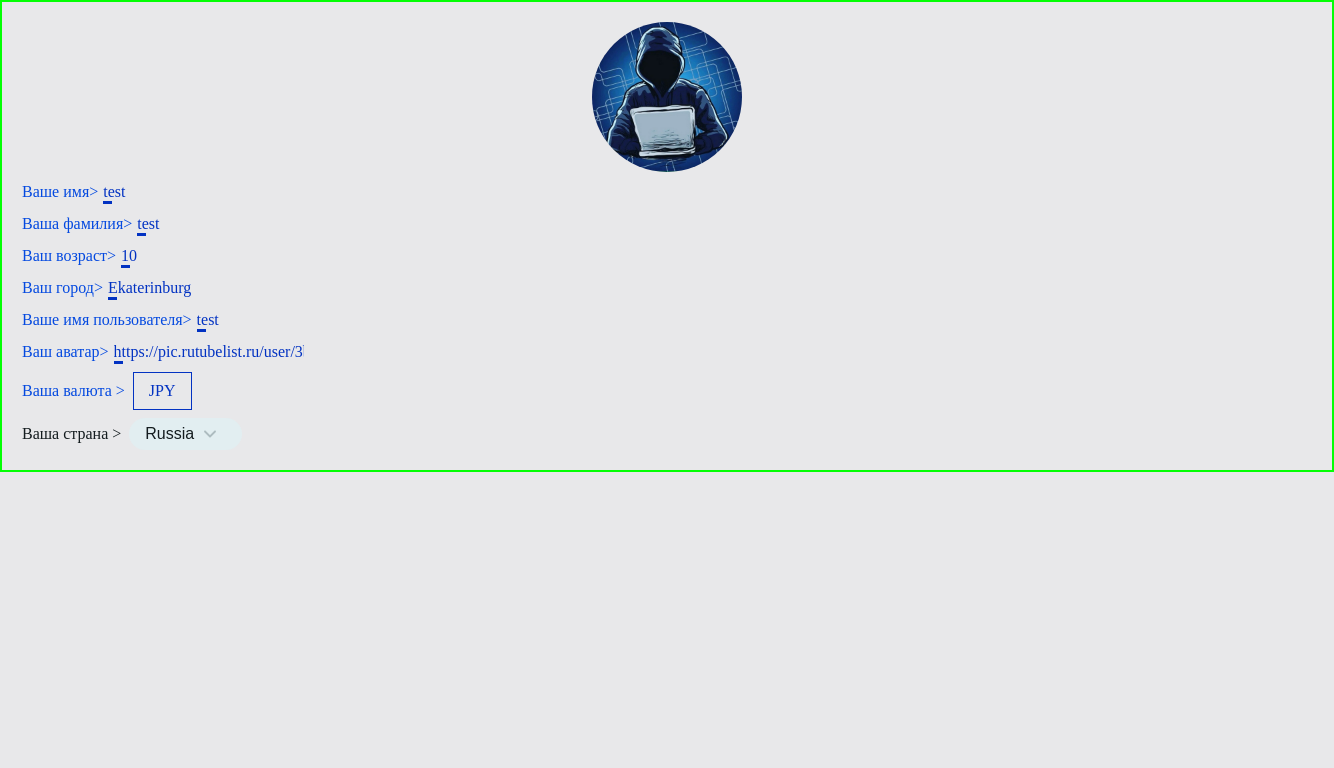 Ваше имя> test
Ваша фамилия> test
Ваш возраст> 10
Ваш город> Ekaterinburg
Ваше имя пользователя> test
Ваш аватар> https://pic.rutubelist.ru/user/3
Ваша валюта > JPY
Ваша страна > Russia